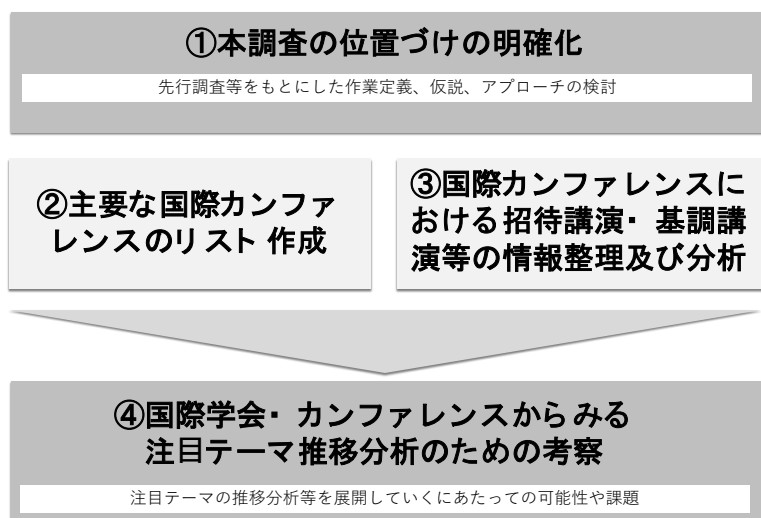 ①本調査の位置づけの明確化
先行調査等をもとにした作業定義、仮説、アプローチの検討
②主要な国際カンファ
レンスのリスト 作成
③国際カンファレンスに
おける招待講演・ 基調講
演等の情報整理及び分析
④国際学会・ カンファレンスからみる
注目テーマ推移分析のための考察
注目テーマの推移分析等を展開していくにあたっての可能性や課題